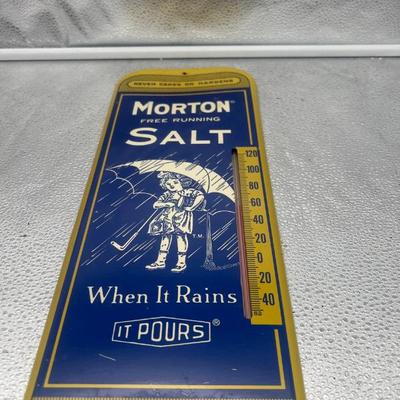 NEVER CAKES OR HARDENS
MORTON®
FREE RUNNING
SALT
120
100
80
60
40
20
0
20
40
T.M.
When It Rains
IT POURS®